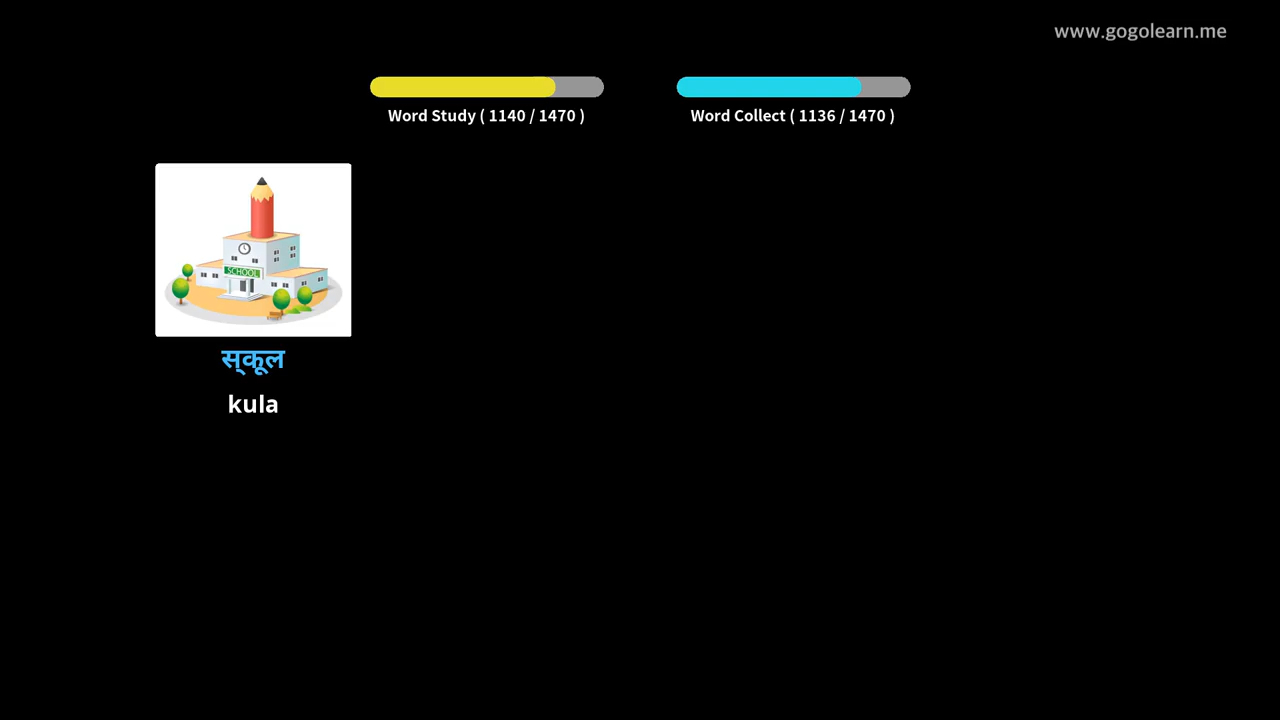 www.gogolearn.me
Word Study ( 1140 / 1470 )
Word Collect ( 1136 / 1470 )
SCHOOL
स्कूल
kula